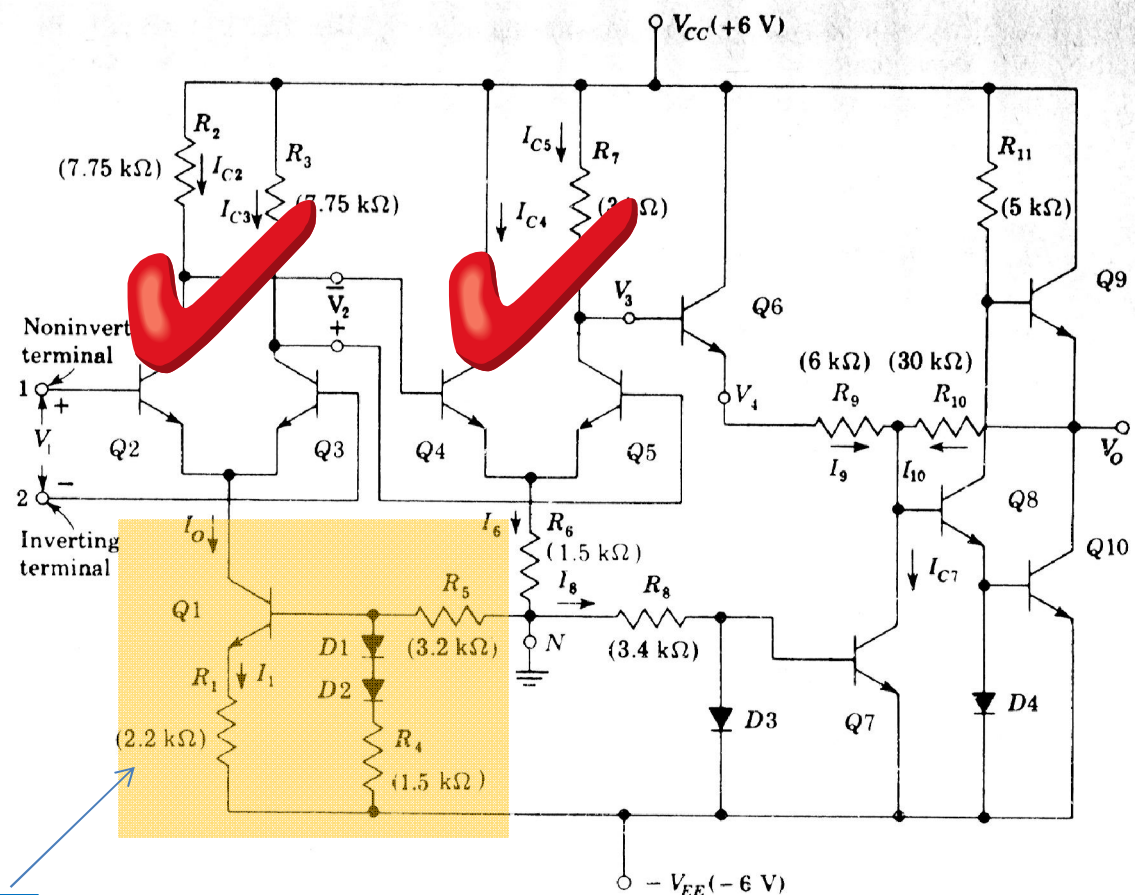 V_CC (+6 V)
R_2
(7.75 kΩ)
I_C2
R_3
I_C3
7.75 kΩ)
I_C4
I_C5
R_7
Ω)
R_11
(5 kΩ)
Q9
V_2
− +
V_3
Q6
Noninvert
terminal
1
+
V_1
−
2
Inverting
terminal
Q2
Q3
Q4
Q5
V_4
(6 kΩ)
R_9
I_9
(30 kΩ)
R_10
I_10
V_O
Q8
Q10
I_O
I_6
R_6
(1.5 kΩ)
I_8
R_8
(3.4 kΩ)
I_C7
Q1
R_5
(3.2 kΩ)
N
D1
D2
R_1
I_1
(2.2 kΩ)
R_4
(1.5 kΩ)
D3
Q7
D4
− V_EE (− 6 V)